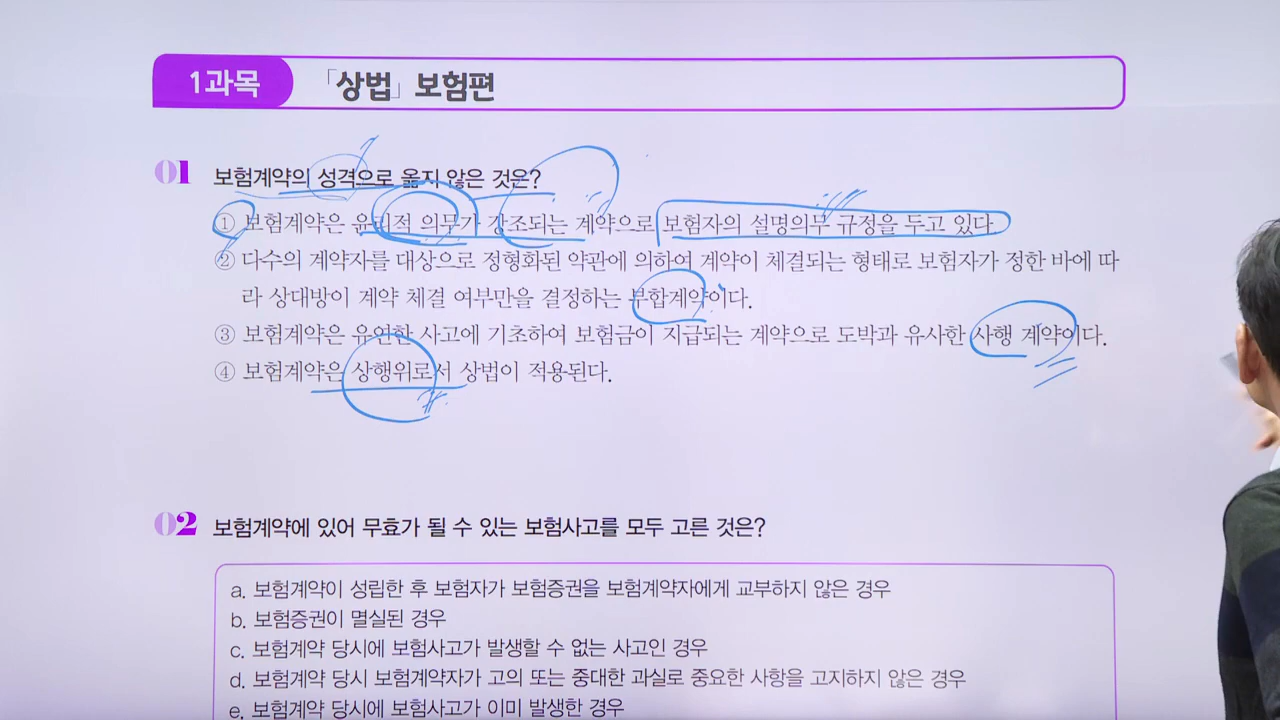 1과목 「상법」 보험편
01 보험계약의 성격으로 옳지 않은 것은?
① 보험계약은 윤리적 의무가 강조되는 계약으로 보험자의 설명의무 규정을 두고 있다.
② 다수의 계약자를 대상으로 정형화된 약관에 의하여 계약이 체결되는 형태로 보험자가 정한 바에 따
라 상대방이 계약 체결 여부만을 결정하는 부합계약이다.
③ 보험계약은 우연한 사고에 기초하여 보험금이 지급되는 계약으로 도박과 유사한 사행 계약이다.
④ 보험계약은 상행위로서 상법이 적용된다.
02 보험계약에 있어 무효가 될 수 있는 보험사고를 모두 고른 것은?
a. 보험계약이 성립한 후 보험자가 보험증권을 보험계약자에게 교부하지 않은 경우
b. 보험증권이 멸실된 경우
c. 보험계약 당시에 보험사고가 발생할 수 없는 사고인 경우
d. 보험계약 당시 보험계약자가 고의 또는 중대한 과실로 중요한 사항을 고지하지 않은 경우
e. 보험계약 당시에 보험사고가 이미 발생한 경우